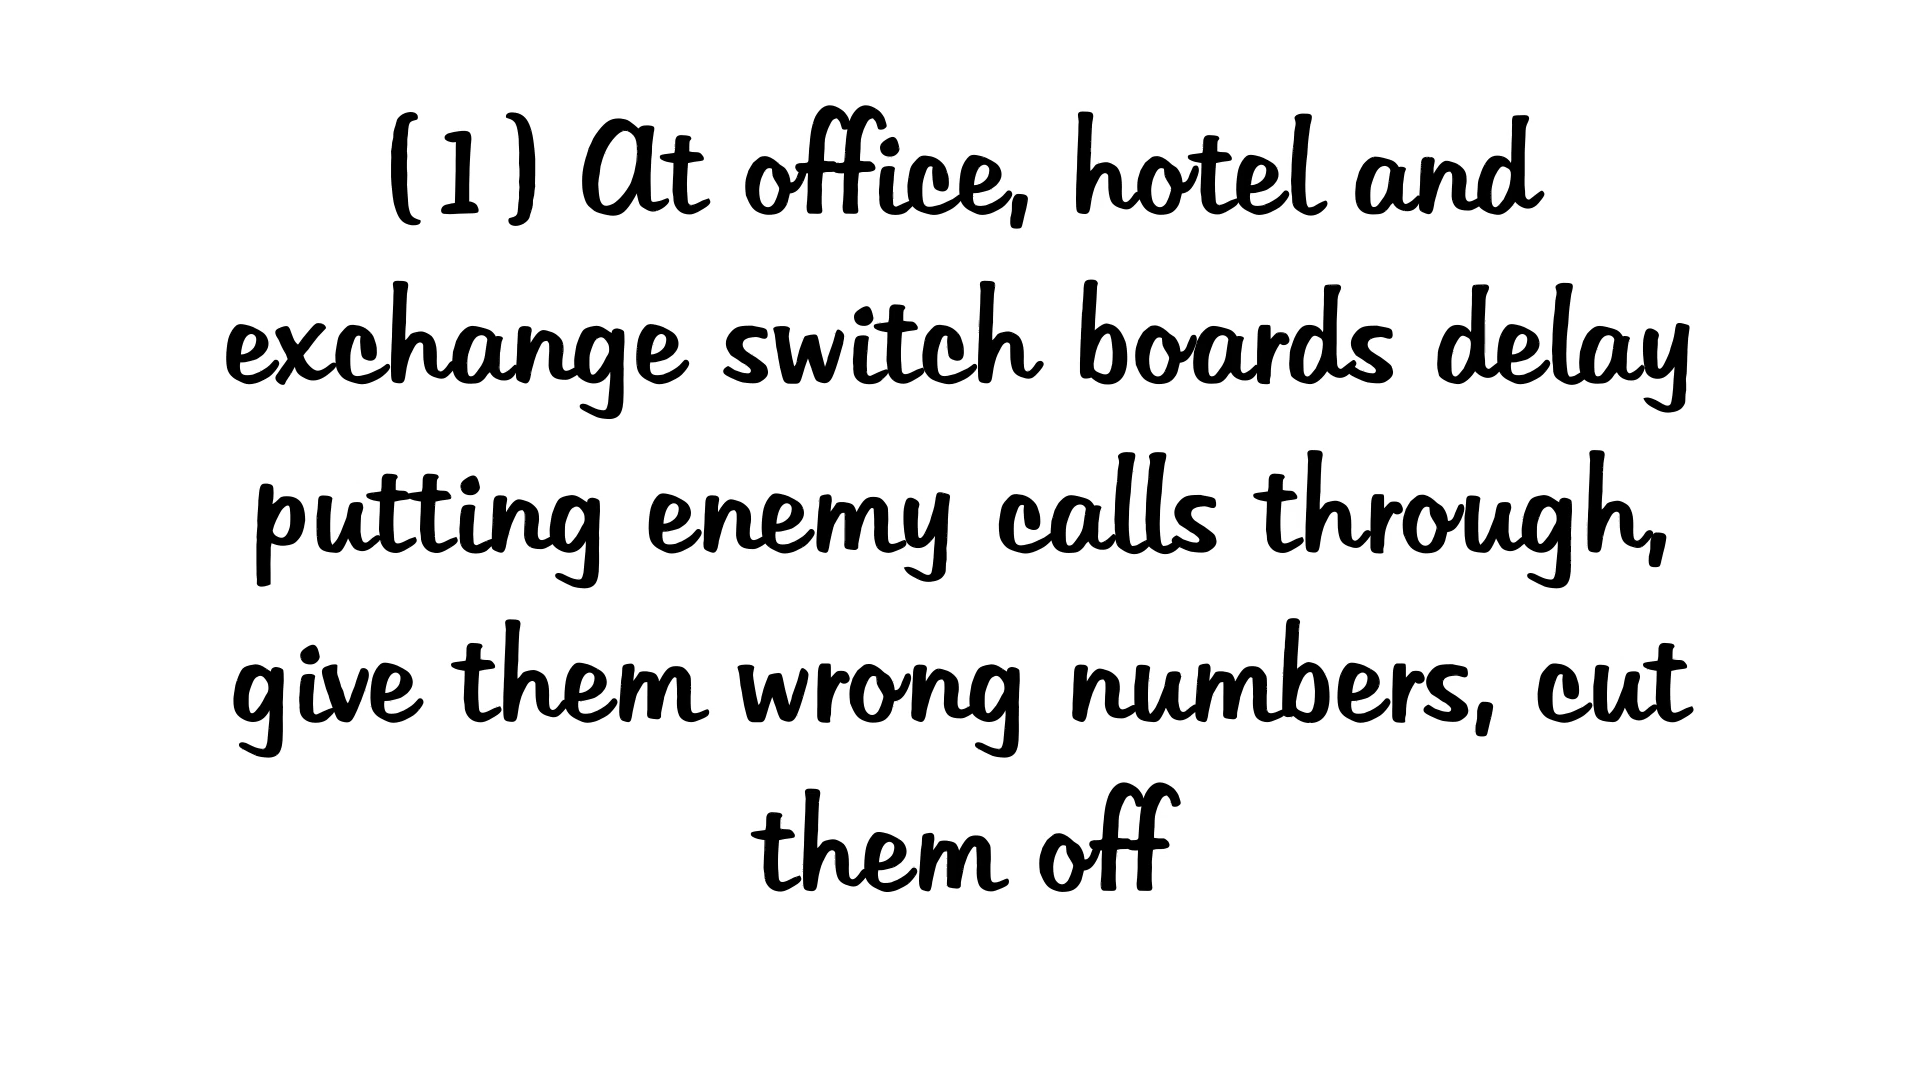 (1) At office, hotel and
exchange switch boards delay
putting enemy calls through,
give them wrong numbers, cut
them off